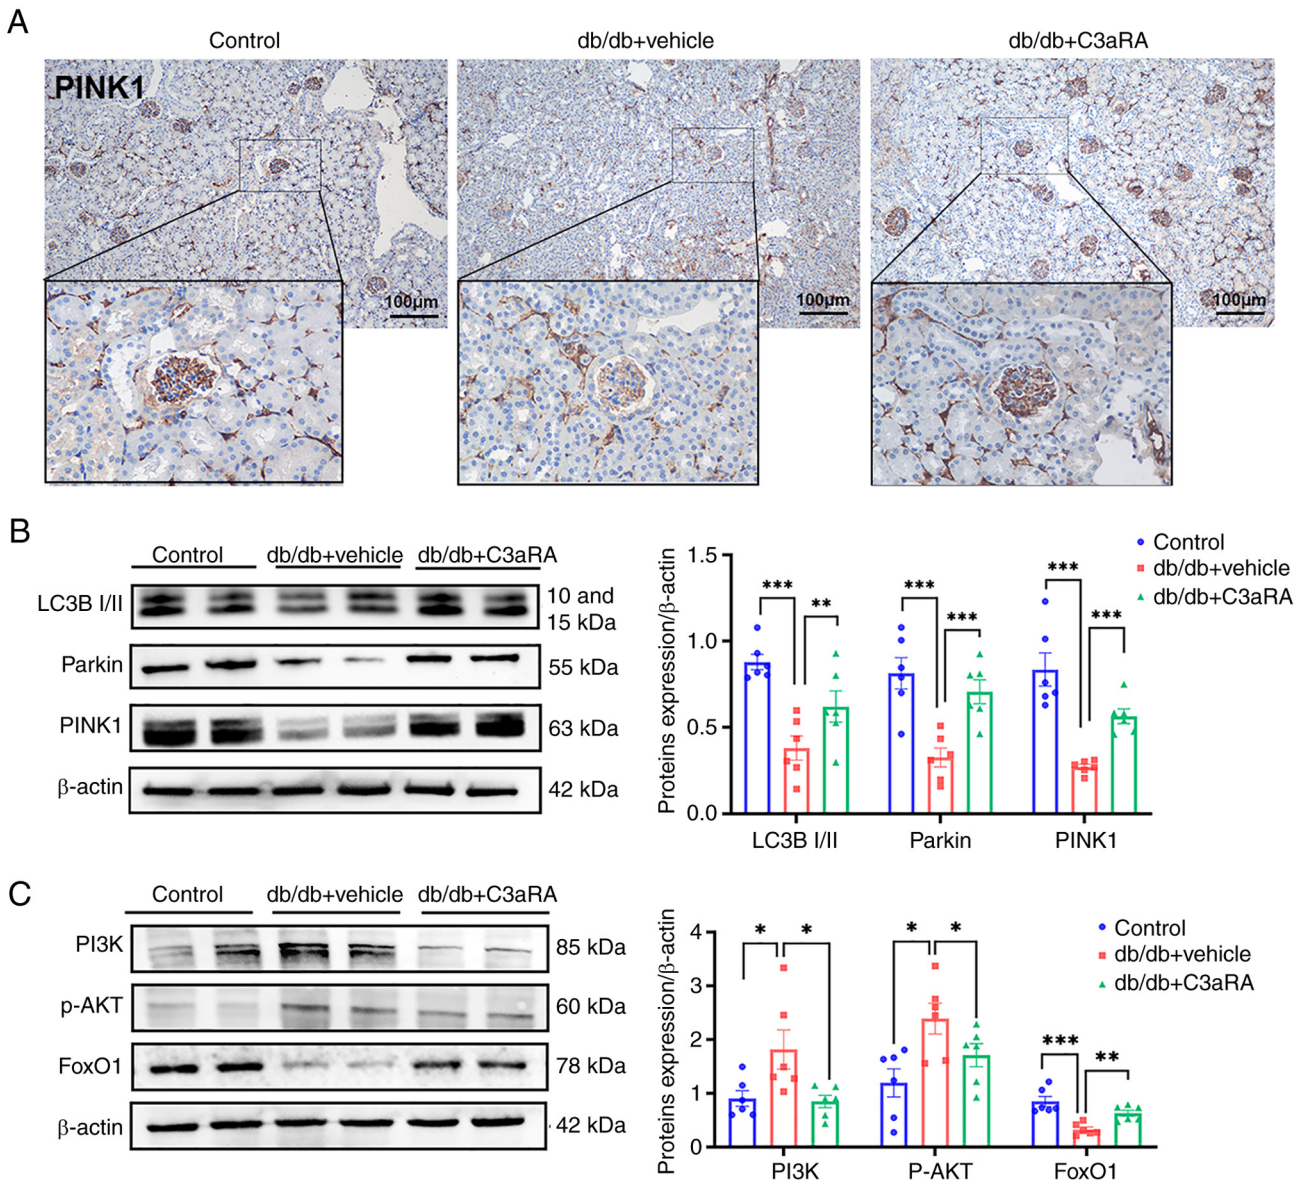 A
Control
db/db+vehicle
db/db+C3aRA
PINK1
100μm
100μm
100μm
B
Control
db/db+vehicle
db/db+C3aRA
LC3B I/II
10 and
15 kDa
Parkin
55 kDa
PINK1
63 kDa
β-actin
42 kDa
Proteins expression/β-actin
1.5
1.0
0.5
0.0
***
**
***
***
***
***
LC3B I/II
Parkin
PINK1
Control
db/db+vehicle
db/db+C3aRA
C
Control
db/db+vehicle
db/db+C3aRA
PI3K
85 kDa
p-AKT
60 kDa
FoxO1
78 kDa
β-actin
42 kDa
Proteins expression/β-actin
4
3
2
1
0
*
*
*
*
***
**
PI3K
P-AKT
FoxO1
Control
db/db+vehicle
db/db+C3aRA